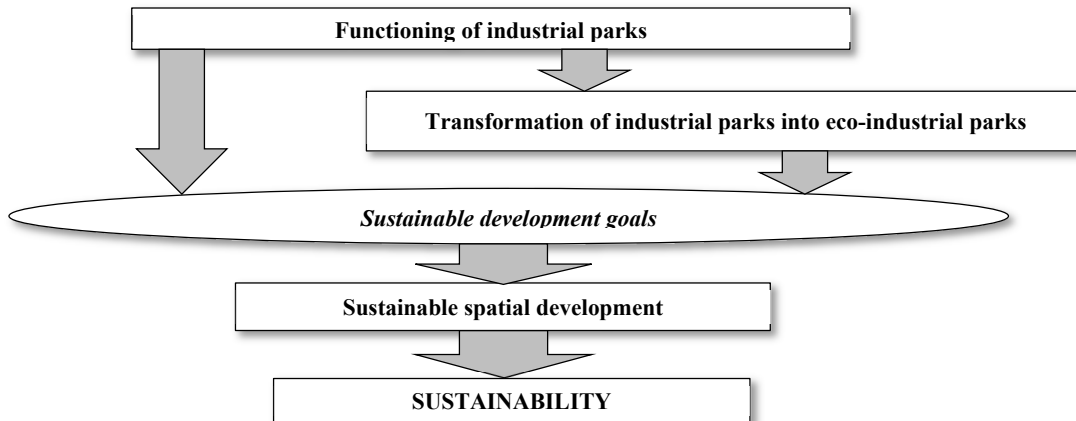 Functioning of industrial parks
Transformation of industrial parks into eco-industrial parks
Sustainable development goals
Sustainable spatial development
SUSTAINABILITY